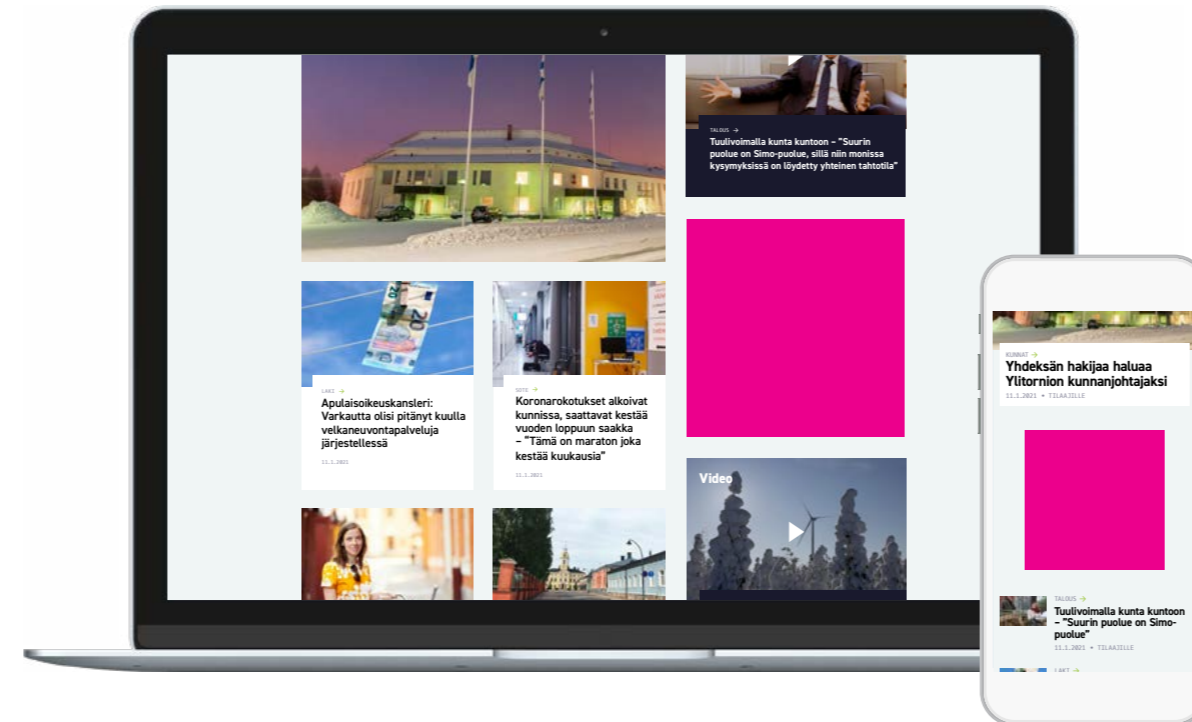 TALOUS →
Tuulivoimalla kunta kuntoon – ”Suurin
puolue on Simo-puolue, sillä niin monissa
kysymyksissä on löydetty yhteinen tahtotila”
LAKI →
Apulaisoikeuskansleri:
Varkautta olisi pitänyt kuulla
velkaneuvontapalveluja
järjestellessä
11.1.2021
SOTE →
Koronarokotukset alkoivat
kunnissa, saattavat kestää
vuoden loppuun saakka
– ”Tämä on maraton joka
kestää kuukausia”
11.1.2021
Video
KUNNAT →
Yhdeksän hakijaa haluaa
Ylitornion kunnanjohtajaksi
11.1.2021 • TILAAJILLE
TALOUS →
Tuulivoimalla kunta kuntoon
– ”Suurin puolue on Simo-
puolue”
11.1.2021 • TILAAJILLE
LAKI →
20
20